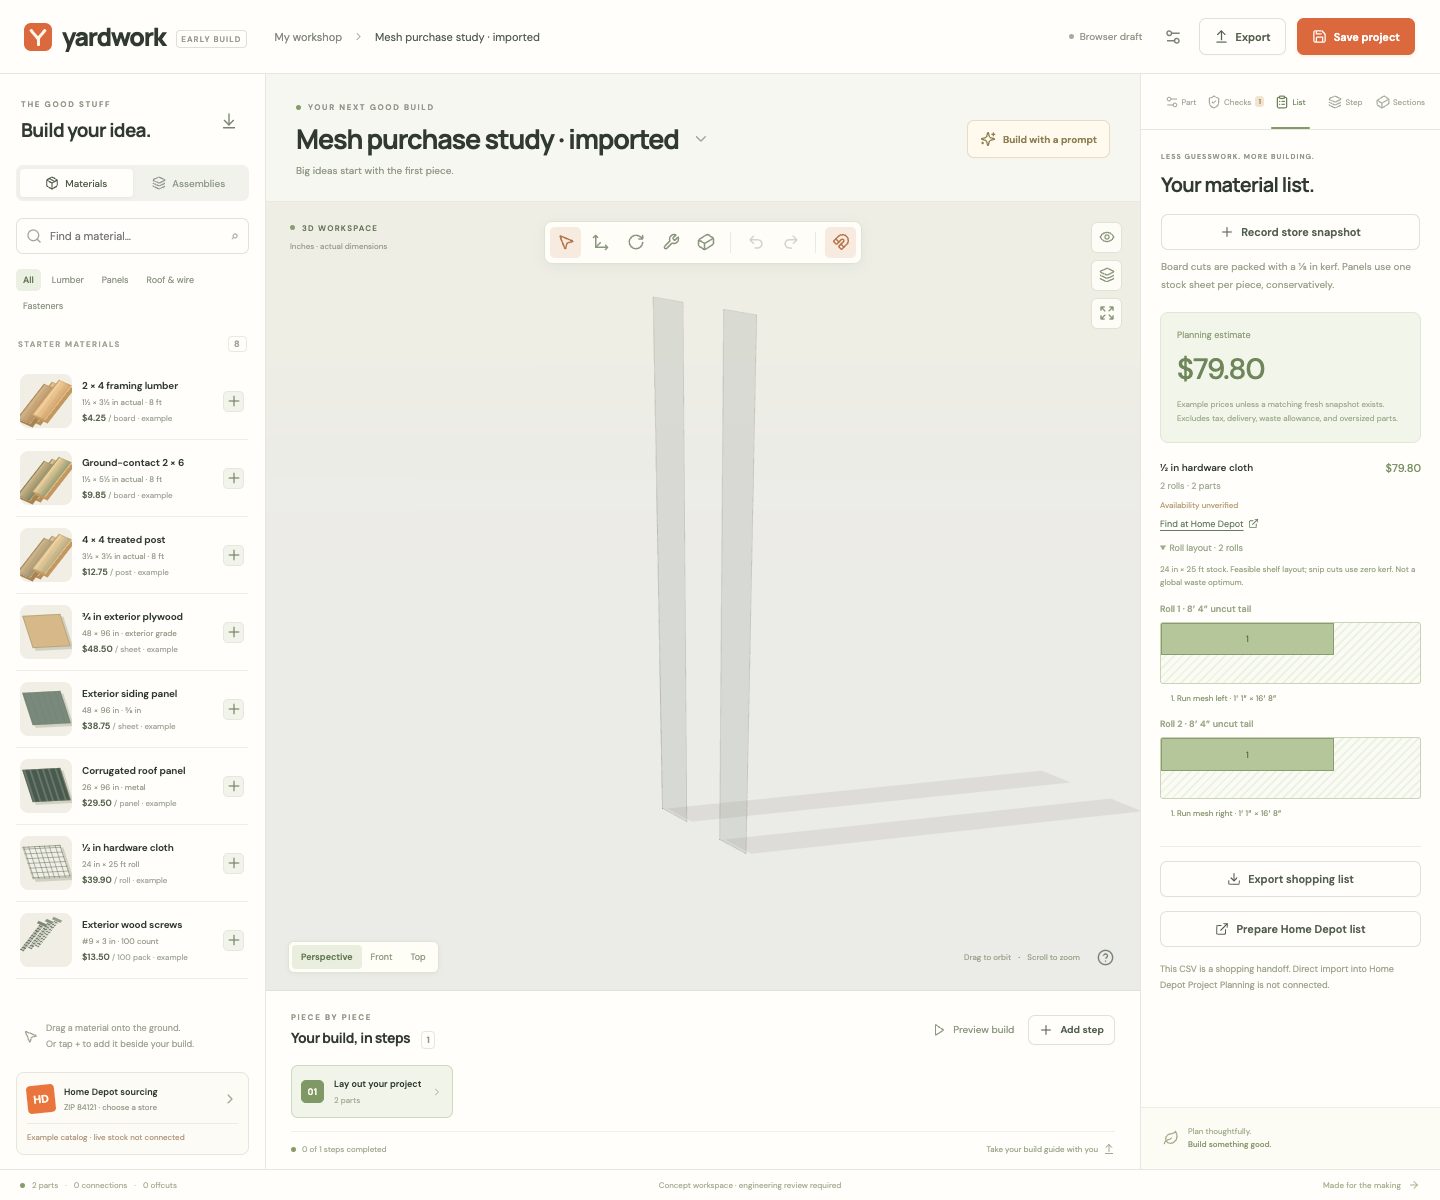 yardwork
EARLY BUILD
My workshop
Mesh purchase study · imported
Browser draft
Export
Save project
THE GOOD STUFF
Build your idea.
Materials
Assemblies
Find a material...
All
Lumber
Panels
Roof & wire
Fasteners
STARTER MATERIALS
8
2 × 4 framing lumber
1½ × 3½ in actual · 8 ft
$4.25 / board · example
Ground-contact 2 × 6
1½ × 5½ in actual · 8 ft
$9.85 / board · example
4 × 4 treated post
3½ × 3½ in actual · 8 ft
$12.75 / post · example
¾ in exterior plywood
48 × 96 in · exterior grade
$48.50 / sheet · example
Exterior siding panel
48 × 96 in · ⅝ in
$38.75 / sheet · example
Corrugated roof panel
26 × 96 in · metal
$29.50 / panel · example
½ in hardware cloth
24 in × 25 ft roll
$39.90 / roll · example
Exterior wood screws
#9 × 3 in · 100 count
$13.50 / 100 pack · example
Drag a material onto the ground.
Or tap + to add it beside your build.
HD
Home Depot sourcing
ZIP 84121 · choose a store
Example catalog · live stock not connected
YOUR NEXT GOOD BUILD
Mesh purchase study · imported
Big ideas start with the first piece.
Build with a prompt
3D WORKSPACE
Inches · actual dimensions
Perspective
Front
Top
Drag to orbit · Scroll to zoom
PIECE BY PIECE
Your build, in steps
1
Preview build
Add step
01
Lay out your project
2 parts
0 of 1 steps completed
Take your build guide with you
Part
Checks
1
List
Step
Sections
LESS GUESSWORK. MORE BUILDING.
Your material list.
Record store snapshot
Board cuts are packed with a ⅛ in kerf. Panels use one
stock sheet per piece, conservatively.
Planning estimate
$79.80
Example prices unless a matching fresh snapshot exists.
Excludes tax, delivery, waste allowance, and oversized parts.
½ in hardware cloth
$79.80
2 rolls · 2 parts
Availability unverified
Find at Home Depot
▼ Roll layout · 2 rolls
24 in × 25 ft stock. Feasible shelf layout; snip cuts use zero kerf. Not a
global waste optimum.
Roll 1 · 8′ 4″ uncut tail
1
1. Run mesh left · 1′ 1″ × 16′ 8″
Roll 2 · 8′ 4″ uncut tail
1
1. Run mesh right · 1′ 1″ × 16′ 8″
Export shopping list
Prepare Home Depot list
This CSV is a shopping handoff. Direct import into Home
Depot Project Planning is not connected.
Plan thoughtfully.
Build something good.
2 parts · 0 connections · 0 offcuts
Concept workspace · engineering review required
Made for the making